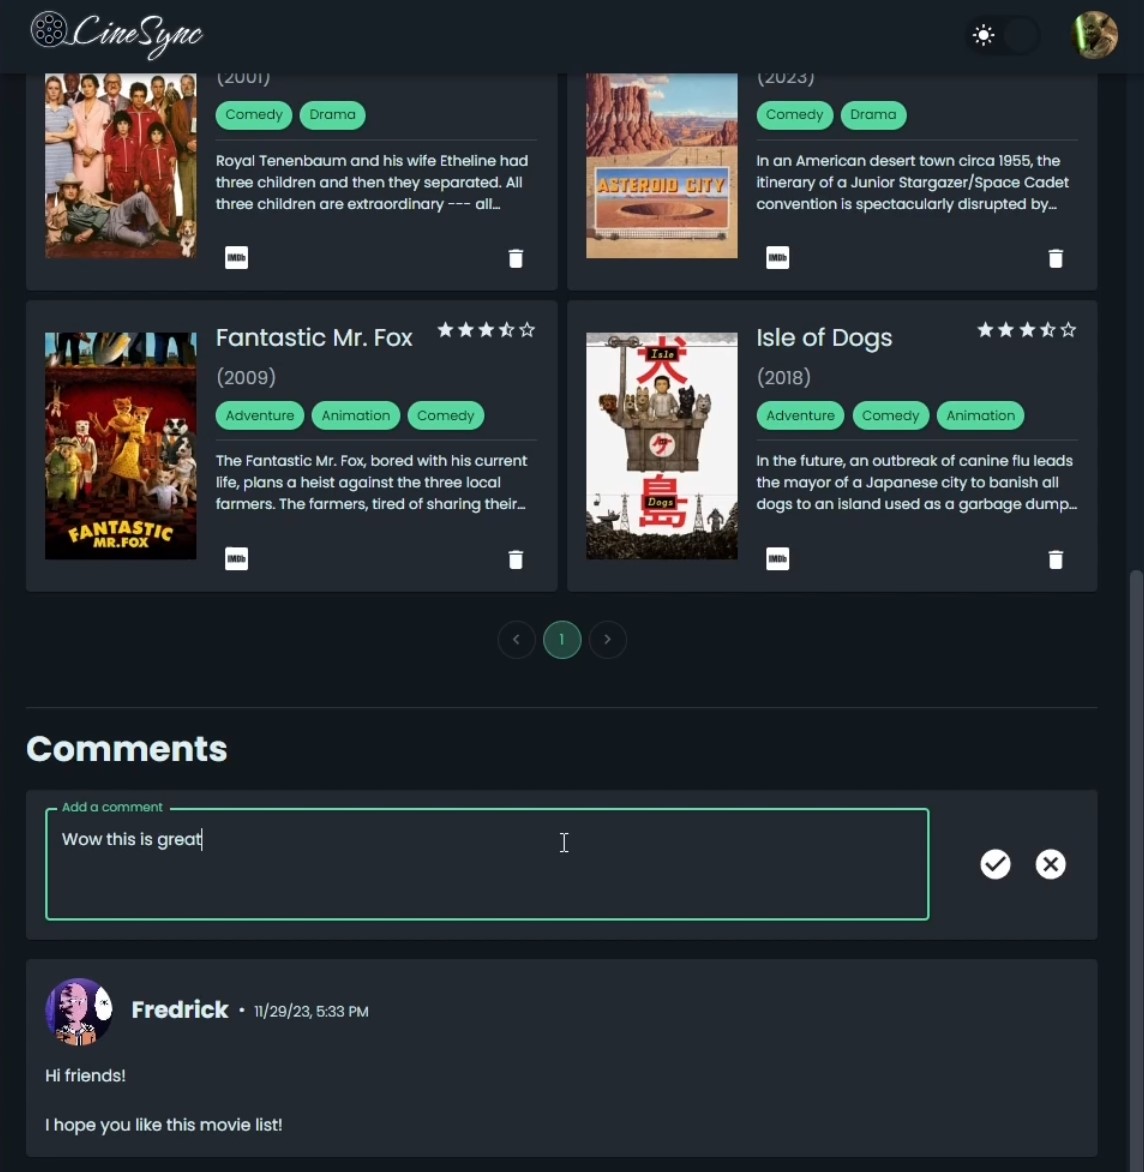 CineSync
(2001)
Comedy
Drama
Royal Tenenbaum and his wife Etheline had
three children and then they separated. All
three children are extraordinary --- all...
IMDb
(2023)
Comedy
Drama
ASTEROID CITY
In an American desert town circa 1955, the
itinerary of a Junior Stargazer/Space Cadet
convention is spectacularly disrupted by...
IMDb
Fantastic Mr. Fox
(2009)
Adventure
Animation
Comedy
The Fantastic Mr. Fox, bored with his current
life, plans a heist against the three local
farmers. The farmers, tired of sharing their...
FANTASTIC
MR. FOX
IMDb
Isle of Dogs
(2018)
Adventure
Comedy
Animation
In the future, an outbreak of canine flu leads
the mayor of a Japanese city to banish all
dogs to an island used as a garbage dump...
犬
Isle
ケ
島
Dogs
IMDb
1
Comments
Add a comment
Wow this is great
Fredrick • 11/29/23, 5:33 PM
Hi friends!
I hope you like this movie list!